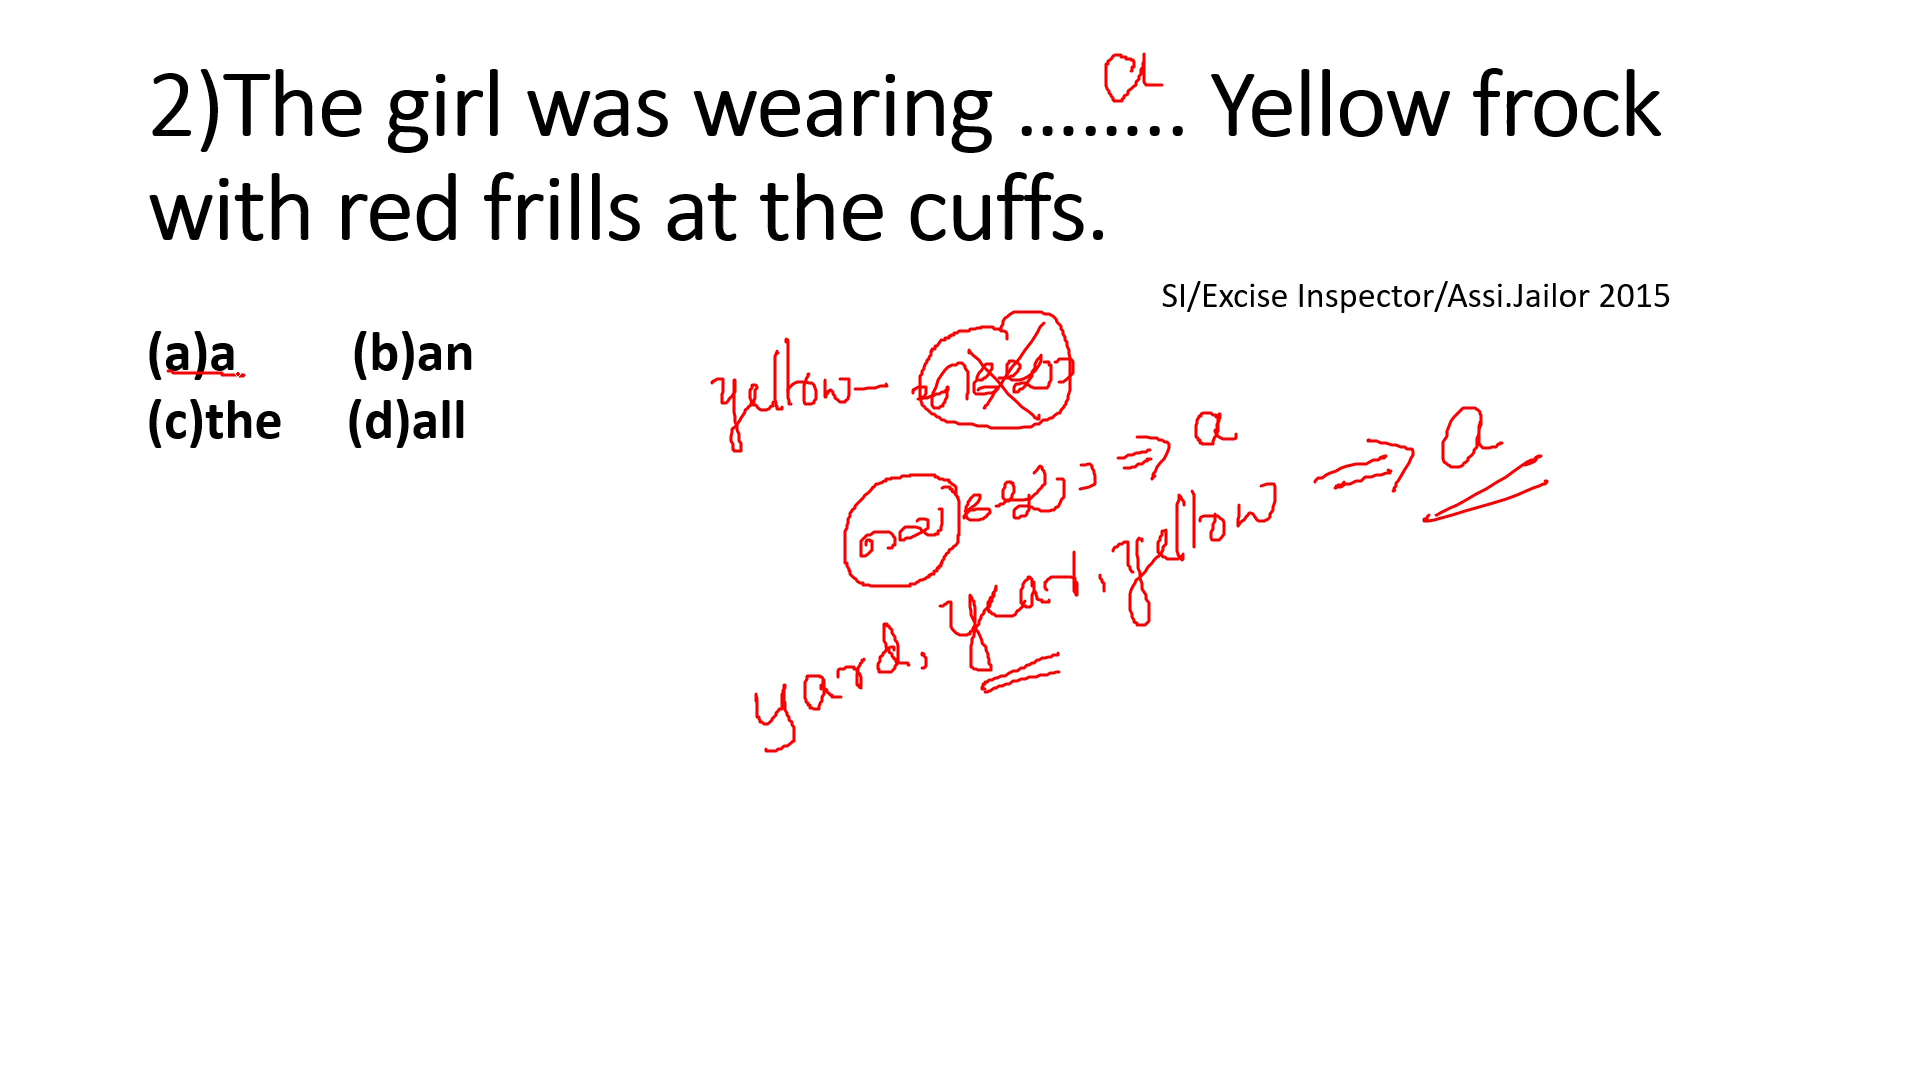 a
2)The girl was wearing ........ Yellow frock
with red frills at the cuffs.
SI/Excise Inspector/Assi.Jailor 2015
(a)a (b)an
(c)the (d)all
yellow –
⇒ a
yard, year, yellow ⇒ a